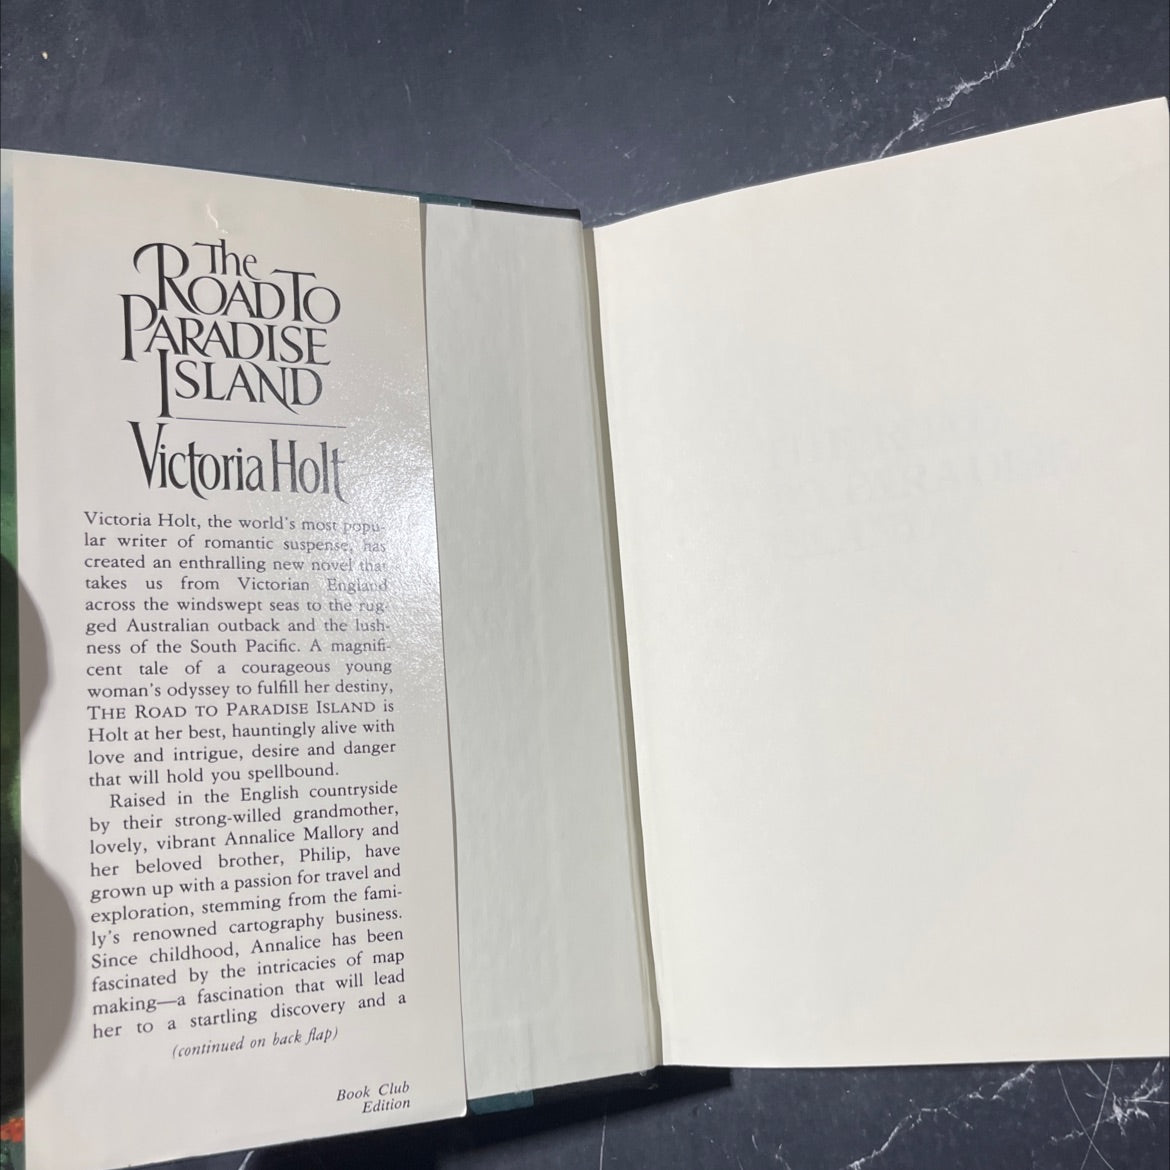 The
ROAD TO
PARADISE
ISLAND
Victoria Holt
Victoria Holt, the world's most popu-
lar writer of romantic suspense, has
created an enthralling new novel that
takes us from Victorian England
across the windswept seas to the rug-
ged Australian outback and the lush-
ness of the South Pacific. A magnifi-
cent tale of a courageous young
woman's odyssey to fulfill her destiny,
THE ROAD TO PARADISE ISLAND is
Holt at her best, hauntingly alive with
love and intrigue, desire and danger
that will hold you spellbound.
Raised in the English countryside
by their strong-willed grandmother,
lovely, vibrant Annalice Mallory and
her beloved brother, Philip, have
grown up with a passion for travel and
exploration, stemming from the fami-
ly's renowned cartography business.
Since childhood, Annalice has been
fascinated by the intricacies of map
making—a fascination that will lead
her to a startling discovery and a
(continued on back flap)
Book Club
Edition